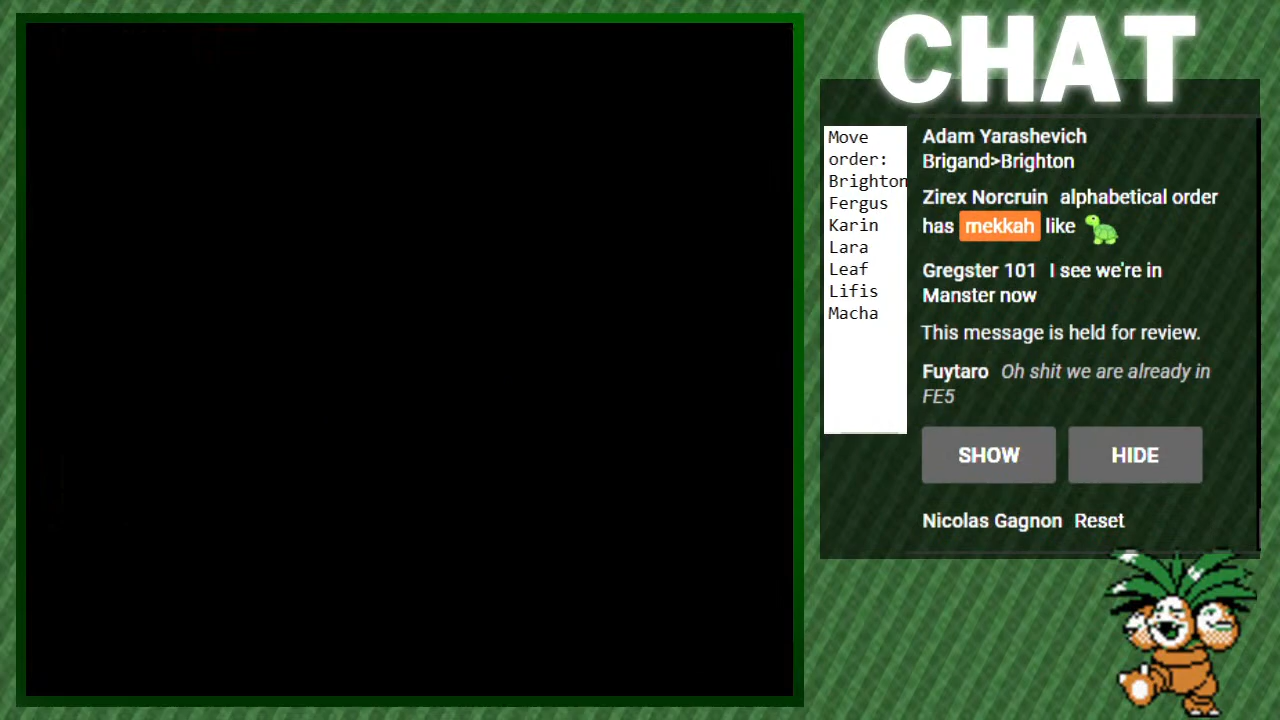 CHAT
Move
order:
Brighton
Fergus
Karin
Lara
Leaf
Lifis
Macha
Adam Yarashevich
Brigand>Brighton
Zirex Norcruin alphabetical order
has mekkah like
Gregster 101 I see we're in
Manster now
This message is held for review.
Fuytaro Oh shit we are already in
FE5
SHOW HIDE
Nicolas Gagnon Reset